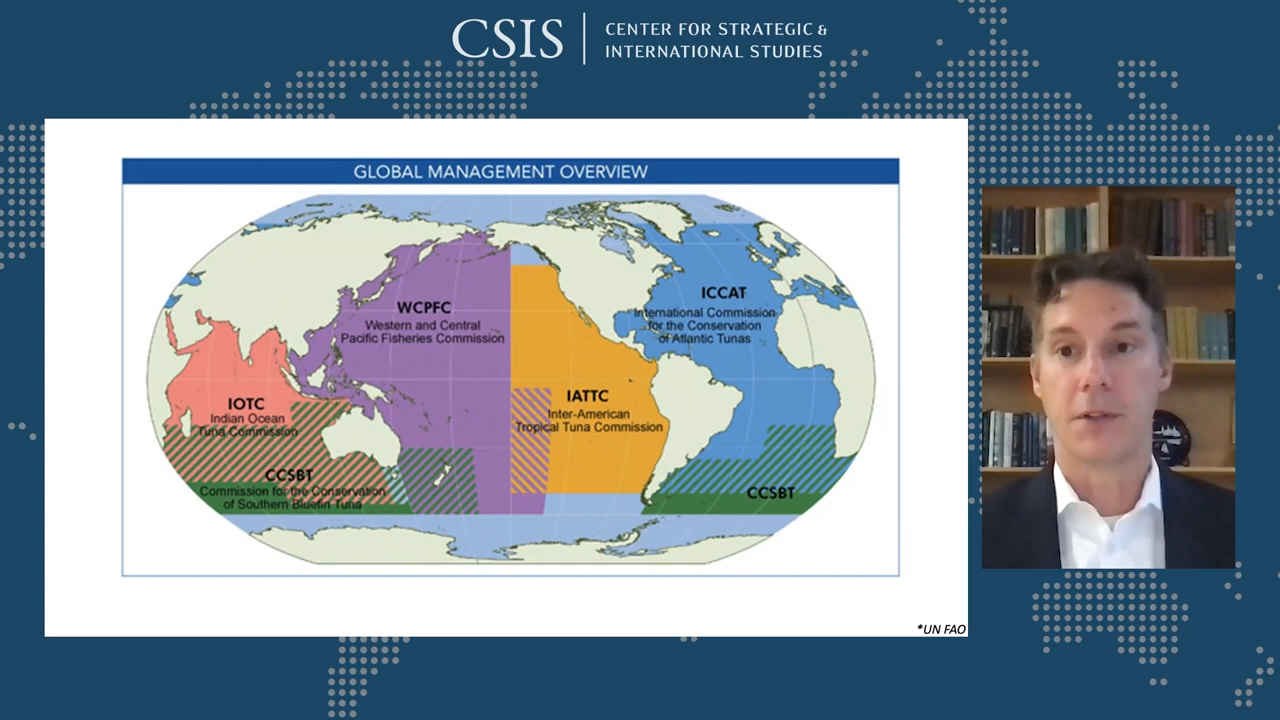 CSIS
CENTER FOR STRATEGIC &
INTERNATIONAL STUDIES
GLOBAL MANAGEMENT OVERVIEW
WCPFC
Western and Central
Pacific Fisheries Commission
ICCAT
International Commission
for the Conservation
of Atlantic Tunas
IOTC
Indian Ocean
Tuna Commission
IATTC
Inter-American
Tropical Tuna Commission
CCSBT
Commission for the Conservation
of Southern Bluefin Tuna
CCSBT
*UN FAO